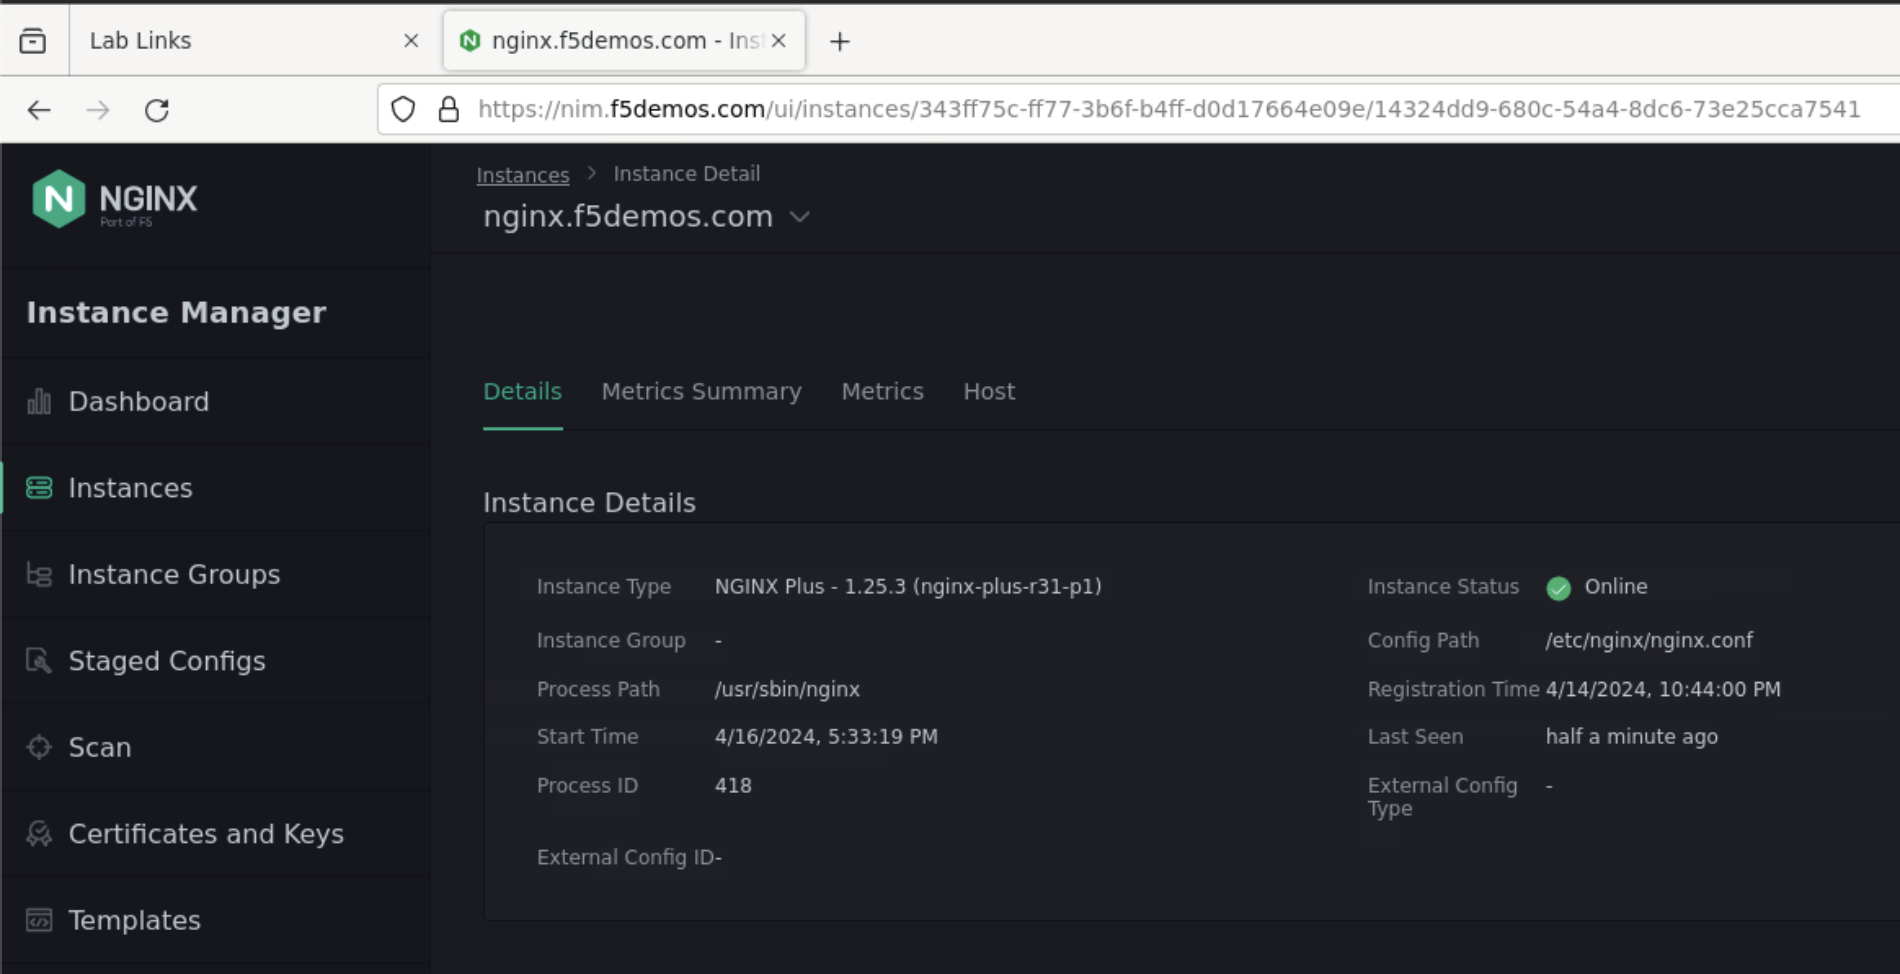 Lab Links
nginx.f5demos.com - Inst
https://nim.f5demos.com/ui/instances/343ff75c-ff77-3b6f-b4ff-d0d17664e09e/14324dd9-680c-54a4-8dc6-73e25cca7541
NGINX
Part of F5
Instance Manager
Dashboard
Instances
Instance Groups
Staged Configs
Scan
Certificates and Keys
Templates
Instances > Instance Detail
nginx.f5demos.com
Details Metrics Summary Metrics Host
Instance Details
Instance Type NGINX Plus - 1.25.3 (nginx-plus-r31-p1)
Instance Group -
Process Path /usr/sbin/nginx
Start Time 4/16/2024, 5:33:19 PM
Process ID 418
External Config ID-
Instance Status Online
Config Path /etc/nginx/nginx.conf
Registration Time 4/14/2024, 10:44:00 PM
Last Seen half a minute ago
External Config -
Type